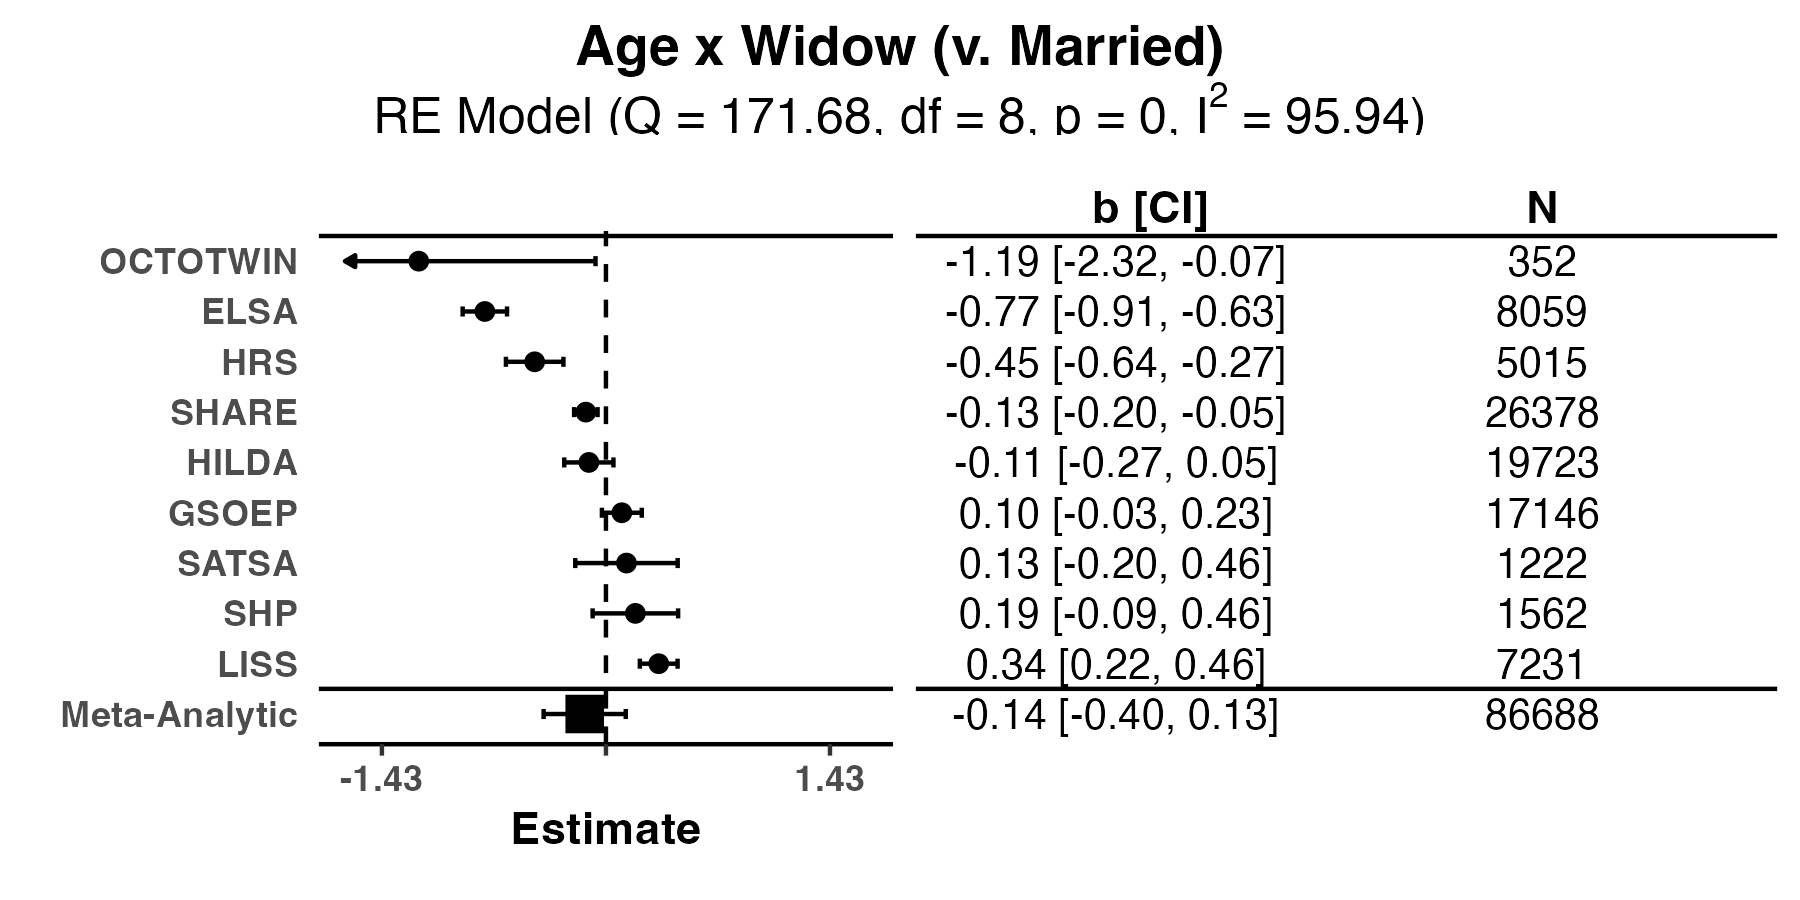 Age x Widow (v. Married)
RE Model (Q = 171.68, df = 8, p = 0, I² = 95.94)
b [CI] N
OCTOTWIN -1.19 [-2.32, -0.07] 352
ELSA -0.77 [-0.91, -0.63] 8059
HRS -0.45 [-0.64, -0.27] 5015
SHARE -0.13 [-0.20, -0.05] 26378
HILDA -0.11 [-0.27, 0.05] 19723
GSOEP 0.10 [-0.03, 0.23] 17146
SATSA 0.13 [-0.20, 0.46] 1222
SHP 0.19 [-0.09, 0.46] 1562
LISS 0.34 [0.22, 0.46] 7231
Meta-Analytic -0.14 [-0.40, 0.13] 86688
-1.43 1.43
Estimate